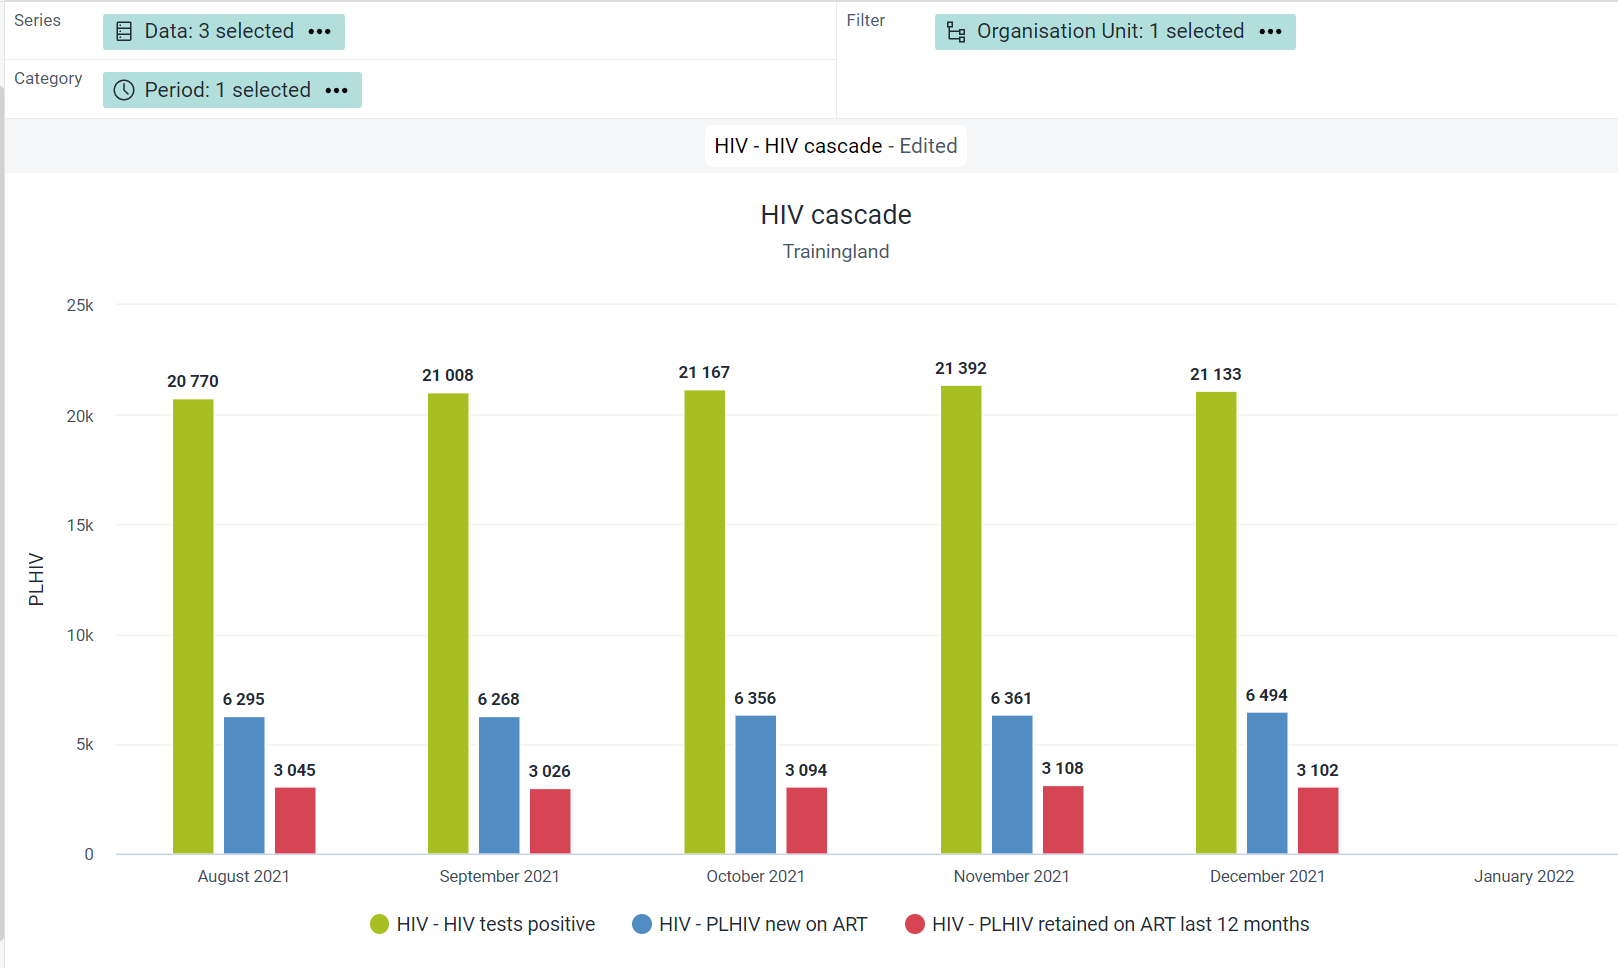 Series
Data: 3 selected •••
Filter
Organisation Unit: 1 selected •••
Category
Period: 1 selected •••
HIV - HIV cascade - Edited
HIV cascade
Trainingland
25k
20k
15k
10k
5k
0
PLHIV
20 770
6 295
3 045
21 008
6 268
3 026
21 167
6 356
3 094
21 392
6 361
3 108
21 133
6 494
3 102
August 2021
September 2021
October 2021
November 2021
December 2021
January 2022
HIV - HIV tests positive
HIV - PLHIV new on ART
HIV - PLHIV retained on ART last 12 months